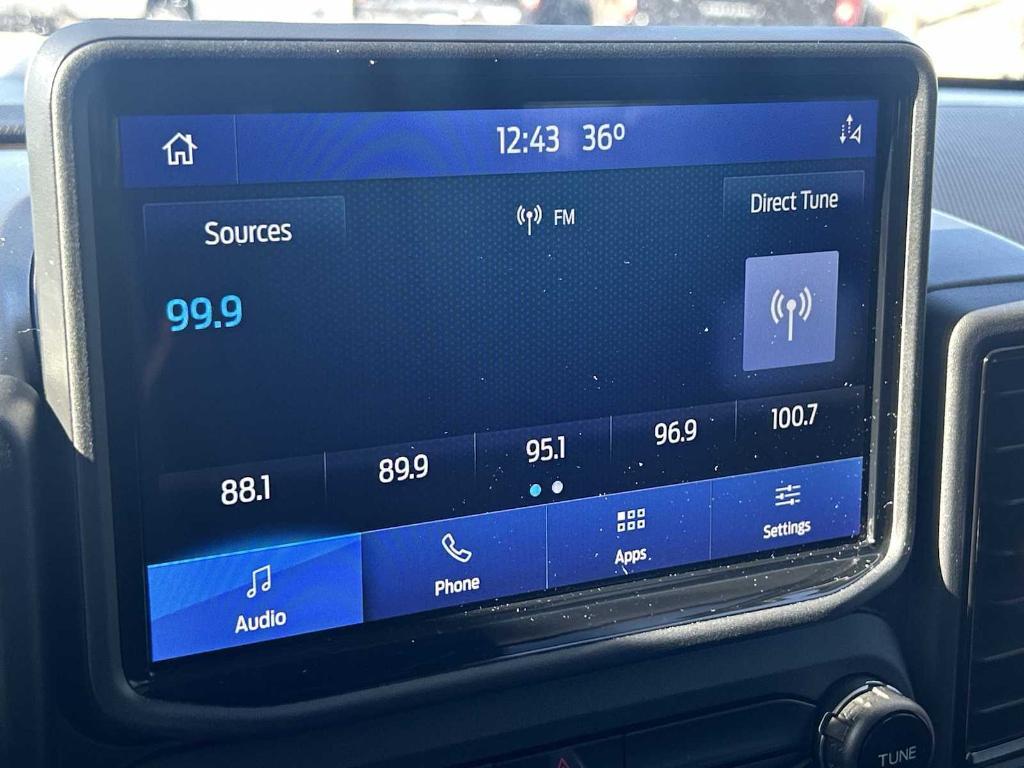 12:43 36°
Sources
FM
Direct Tune
99.9
88.1
89.9
95.1
96.9
100.7
Audio
Phone
Apps
Settings
TUNE